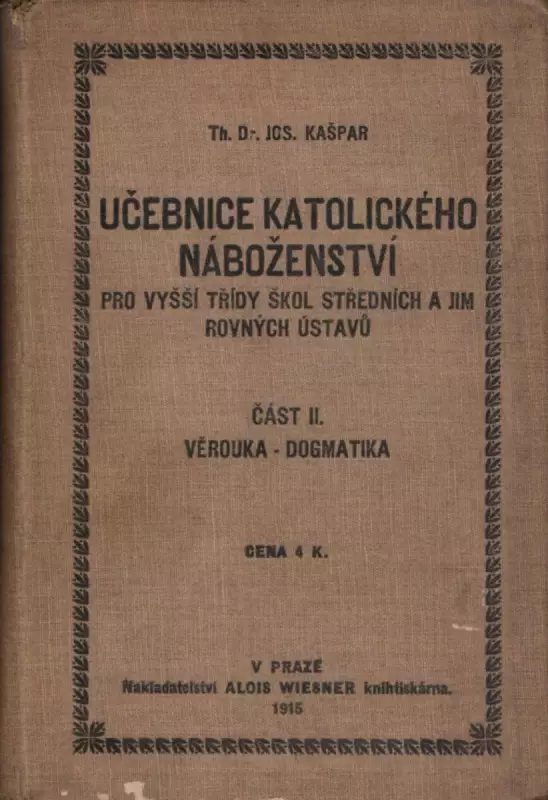 Th. Dr. JOS. KAŠPAR
UČEBNICE KATOLICKÉHO
NÁBOŽENSTVÍ
PRO VYŠŠÍ TŘÍDY ŠKOL STŘEDNÍCH A JIM
ROVNÝCH ÚSTAVŮ
ČÁST II.
VĚROUKA - DOGMATIKA
CENA 4 K.
V PRAZE
Nakladatelství ALOIS WIESNER knihtiskárna.
1915